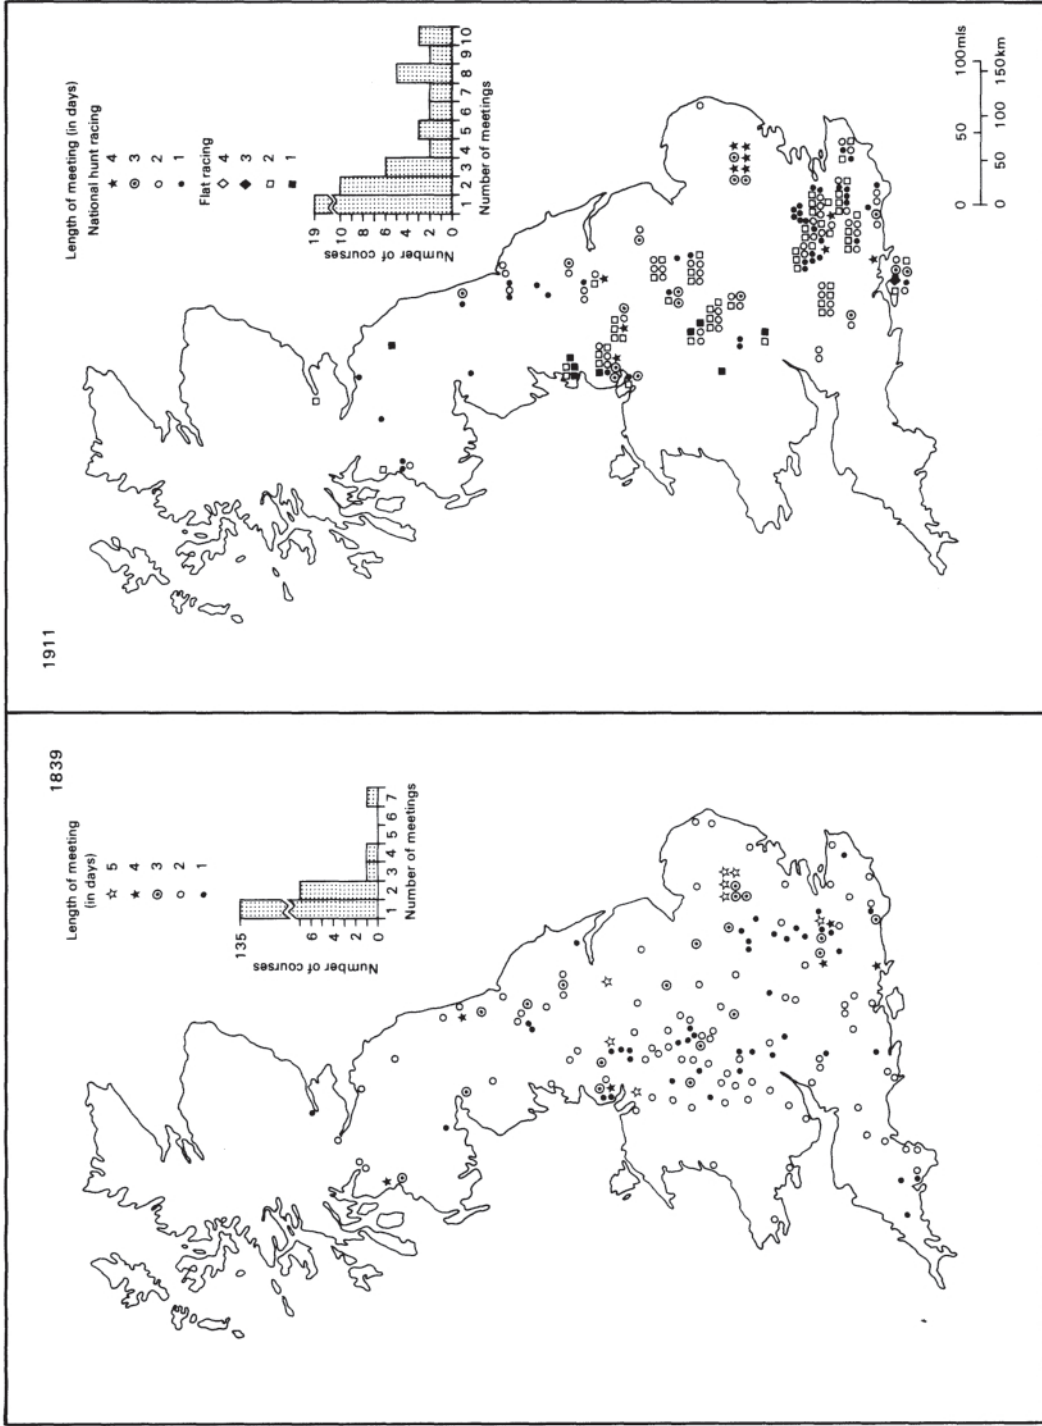 1839
Length of meeting
(in days)
☆ 5
★ 4
◉ 3
○ 2
• 1
Number of courses
135
6
4
2
0
1 2 3 4 5 6 7
Number of meetings
1911
Length of meeting (in days)
National hunt racing
★ 4
◉ 3
○ 2
• 1
Flat racing
◇ 4
◆ 3
□ 2
■ 1
Number of courses
19
10
8
6
4
2
0
1 2 3 4 5 6 7 8 9 10
Number of meetings
0 50 100mls
0 50 100 150km